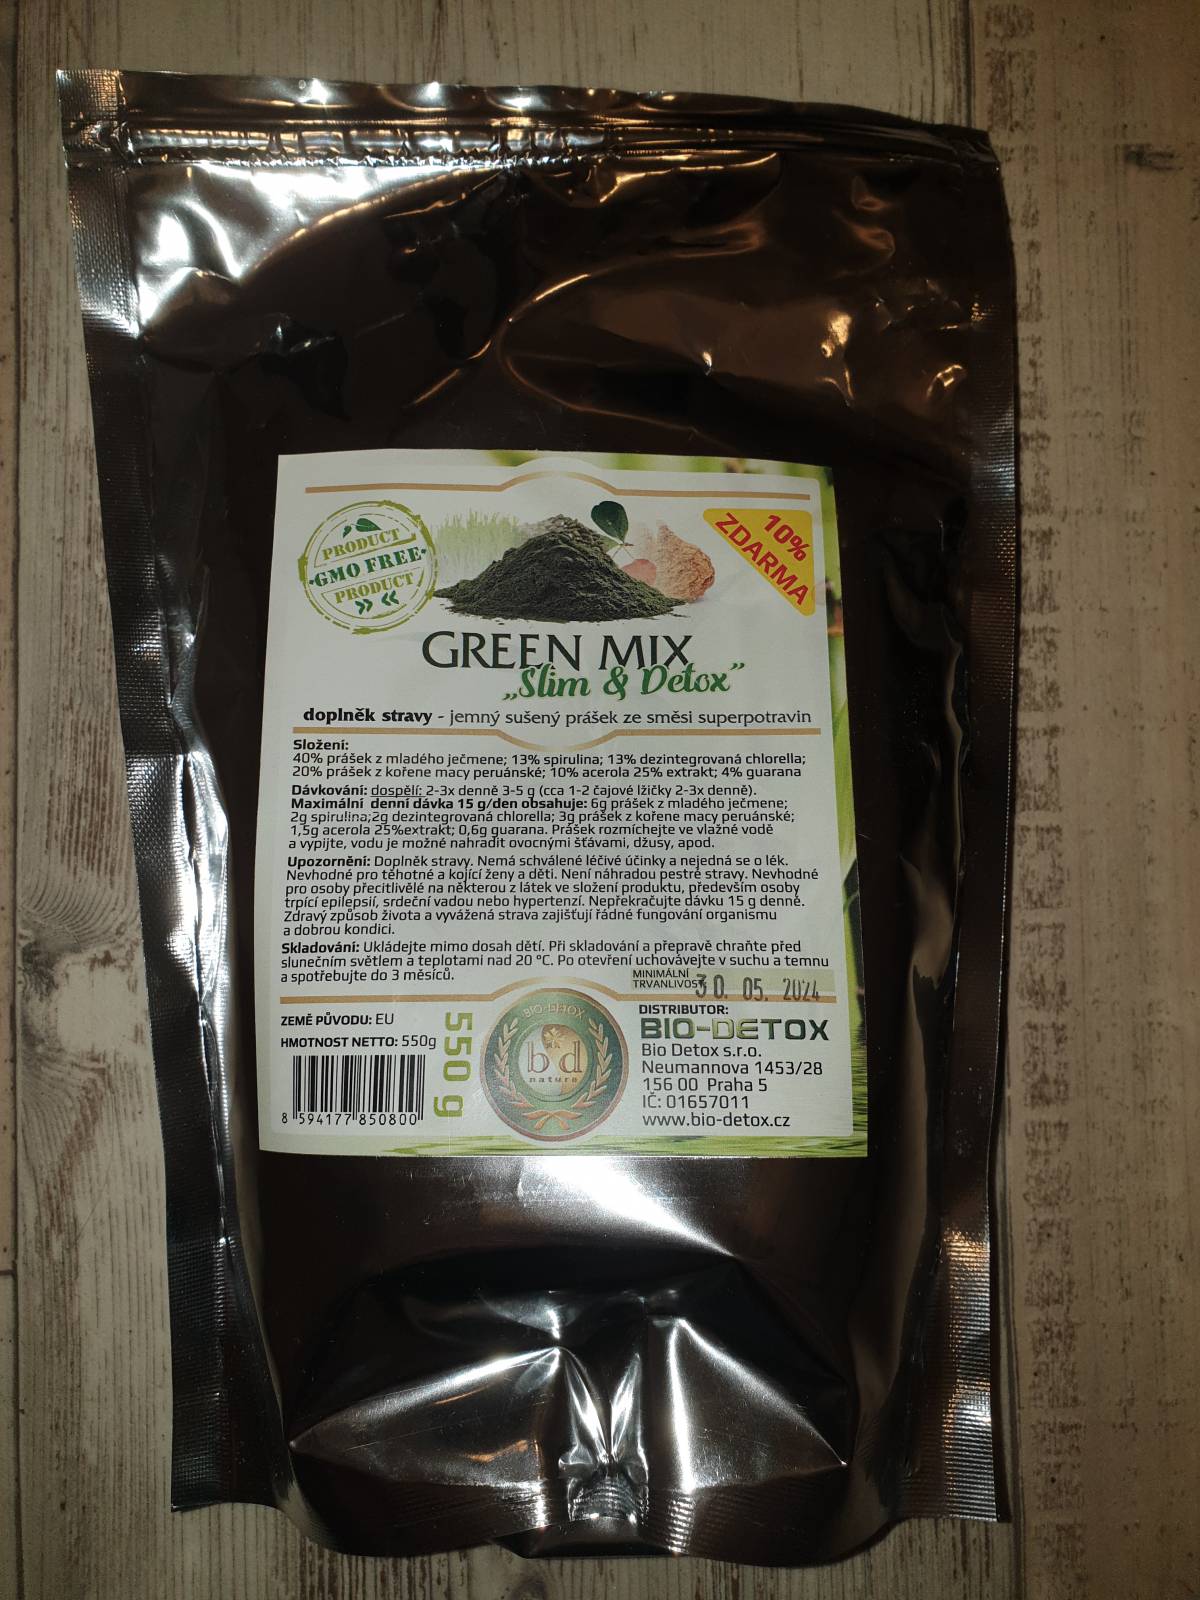 PRODUCT
GMO FREE
PRODUCT
10%
ZDARMA
GREEN MIX
„Slim & Detox”
doplněk stravy - jemný sušený prášek ze směsi superpotravin
Složení:
40% prášek z mladého ječmene; 13% spirulina; 13% dezintegrovaná chlorella;
20% prášek z kořene macy peruánské; 10% acerola 25% extrakt; 4% guarana
Dávkování: dospělí: 2-3x denně 3-5 g (cca 1-2 čajové lžičky 2-3x denně).
Maximální denní dávka 15 g/den obsahuje: 6g prášek z mladého ječmene;
2g spirulina;2g dezintegrovaná chlorella; 3g prášek z kořene macy peruánské;
1,5g acerola 25%extrakt; 0,6g guarana. Prášek rozmíchejte ve vlažné vodě
a vypijte, vodu je možné nahradit ovocnými šťávami, džusy, apod.
Upozornění: Doplněk stravy. Nemá schválené léčivé účinky a nejedná se o lék.
Nevhodné pro těhotné a kojící ženy a děti. Není náhradou pestré stravy. Nevhodné
pro osoby přecitlivělé na některou z látek ve složení produktu, především osoby
trpící epilepsií, srdeční vadou nebo hypertenzí. Nepřekračujte dávku 15 g denně.
Zdravý způsob života a vyvážená strava zajišťují řádné fungování organismu
a dobrou kondici.
Skladování: Ukládejte mimo dosah dětí. Při skladování a přepravě chraňte před
slunečním světlem a teplotami nad 20 °C. Po otevření uchovávejte v suchu a temnu
a spotřebujte do 3 měsíců.
MINIMÁLNÍ
TRVANLIVOST 30. 05. 2024
ZEMĚ PŮVODU: EU
HMOTNOST NETTO: 550g
8 594177 850800
550 g
BIO-DETOX
bd
nature
DISTRIBUTOR:
BIO-DETOX
Bio Detox s.r.o.
Neumannova 1453/28
156 00 Praha 5
IČ: 01657011
www.bio-detox.cz